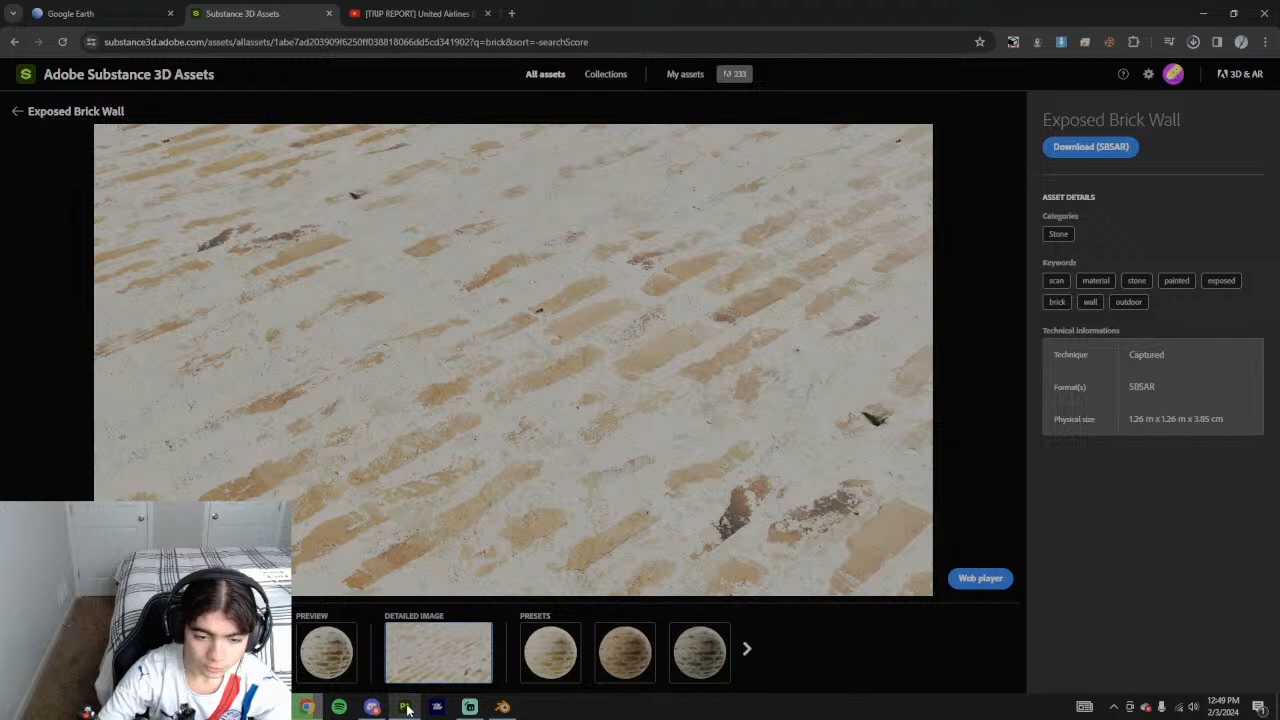 Google Earth
Substance 3D Assets
[TRIP REPORT] United Airlines
substance3d.adobe.com/assets/allassets/1abe7ad203909f6250ff038818066dd5cd341902?q=brick&sort=-searchScore
Adobe Substance 3D Assets
All assets
Collections
My assets
233
3D & AR
Exposed Brick Wall
Exposed Brick Wall
Download (SBSAR)
ASSET DETAILS
Categories
Stone
Keywords
scan material stone painted exposed
brick wall outdoor
Technical informations
Technique Captured
Format(s) SBSAR
Physical size 1.26 m x 1.26 m x 3.85 cm
Web player
PREVIEW
DETAILED IMAGE
PRESETS
12:49 PM
2/3/2024